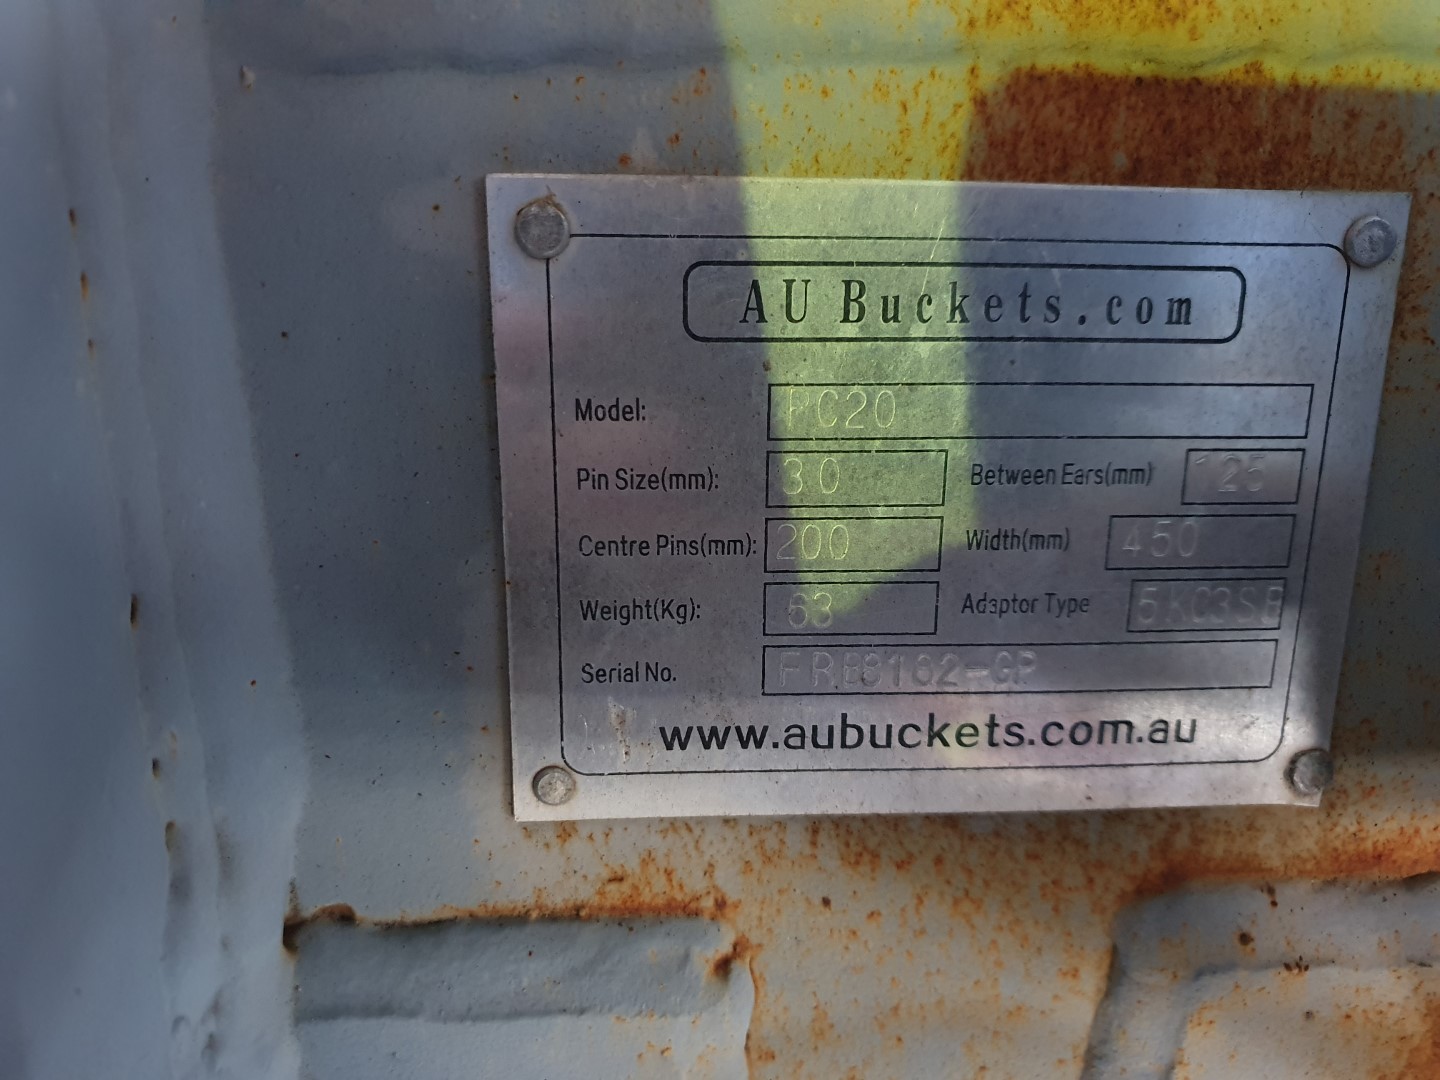 AU Buckets.com
Model: PC20
Pin Size(mm): 30 Between Ears(mm) 125
Centre Pins(mm): 200 Width(mm) 450
Weight(Kg): 63 Adaptor Type
Serial No.
www.aubuckets.com.au